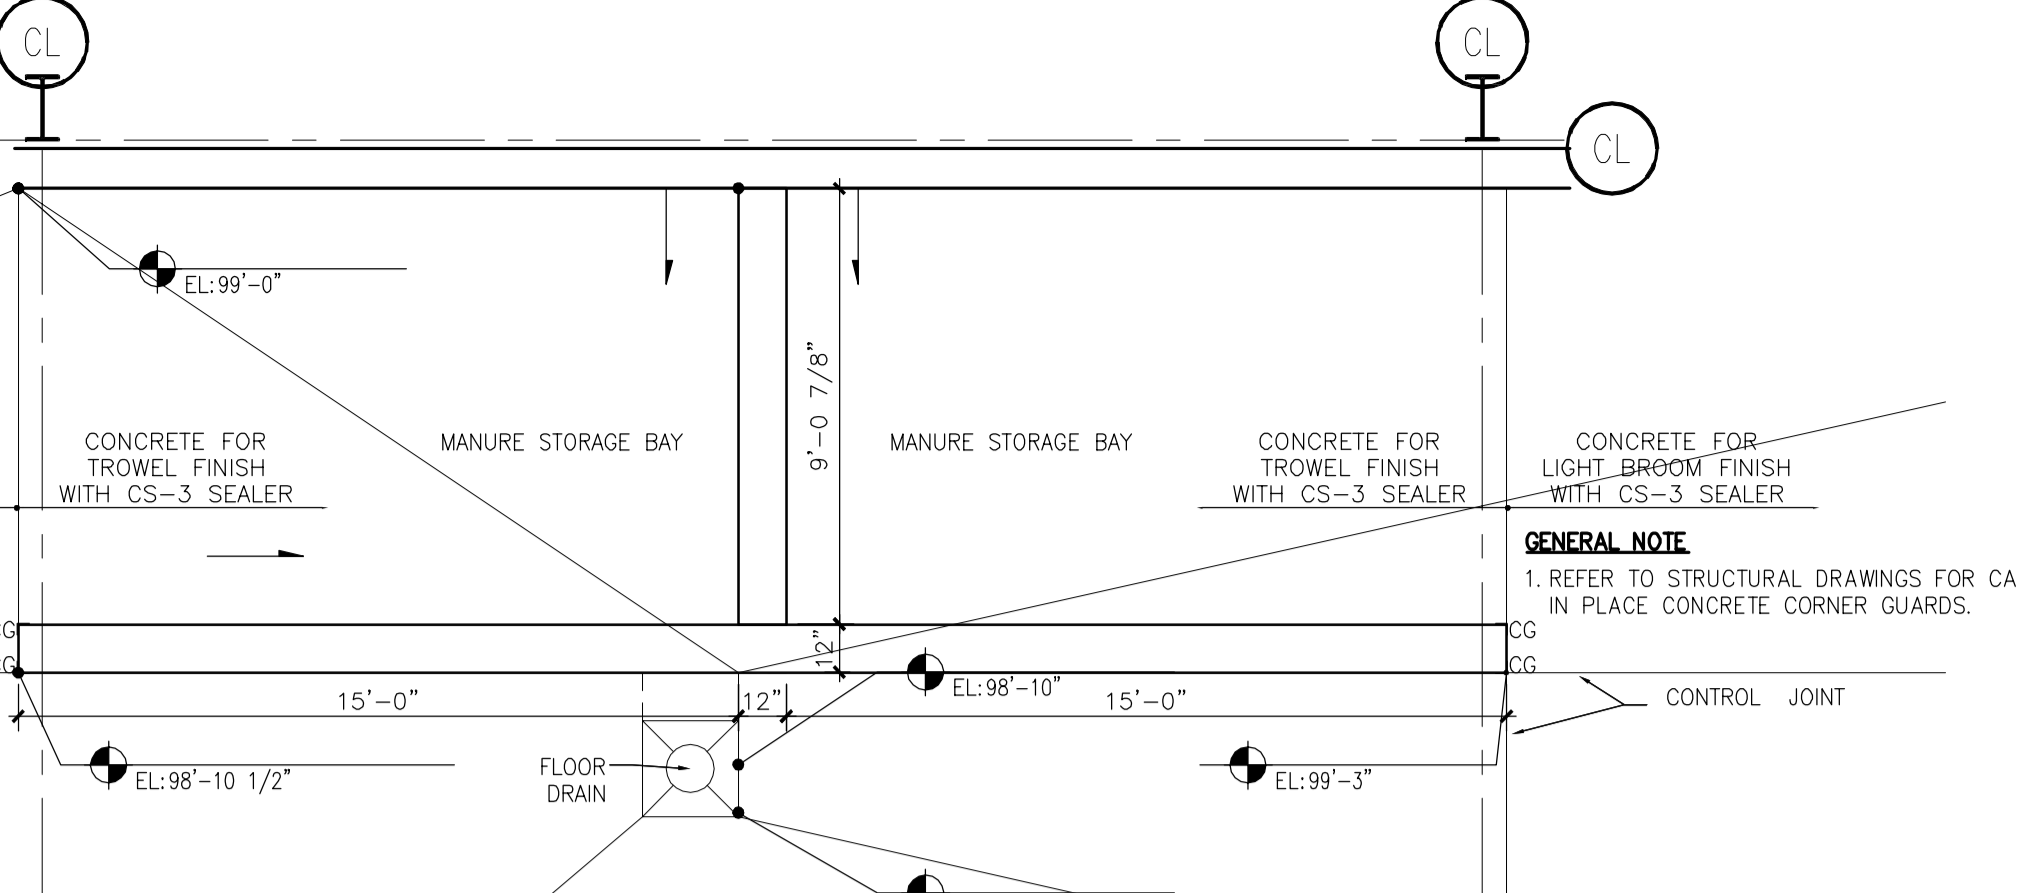 CL
CL
CL
EL:99'-0"
9'-0 7/8"
CONCRETE FOR
TROWEL FINISH
WITH CS-3 SEALER
MANURE STORAGE BAY
MANURE STORAGE BAY
CONCRETE FOR
TROWEL FINISH
WITH CS-3 SEALER
CONCRETE FOR
LIGHT BROOM FINISH
WITH CS-3 SEALER
GENERAL NOTE
1. REFER TO STRUCTURAL DRAWINGS FOR CA
IN PLACE CONCRETE CORNER GUARDS.
CG
CG
12"
CG
CG
EL:98'-10"
15'-0"
12"
15'-0"
CONTROL JOINT
EL:98'-10 1/2"
FLOOR
DRAIN
EL:99'-3"